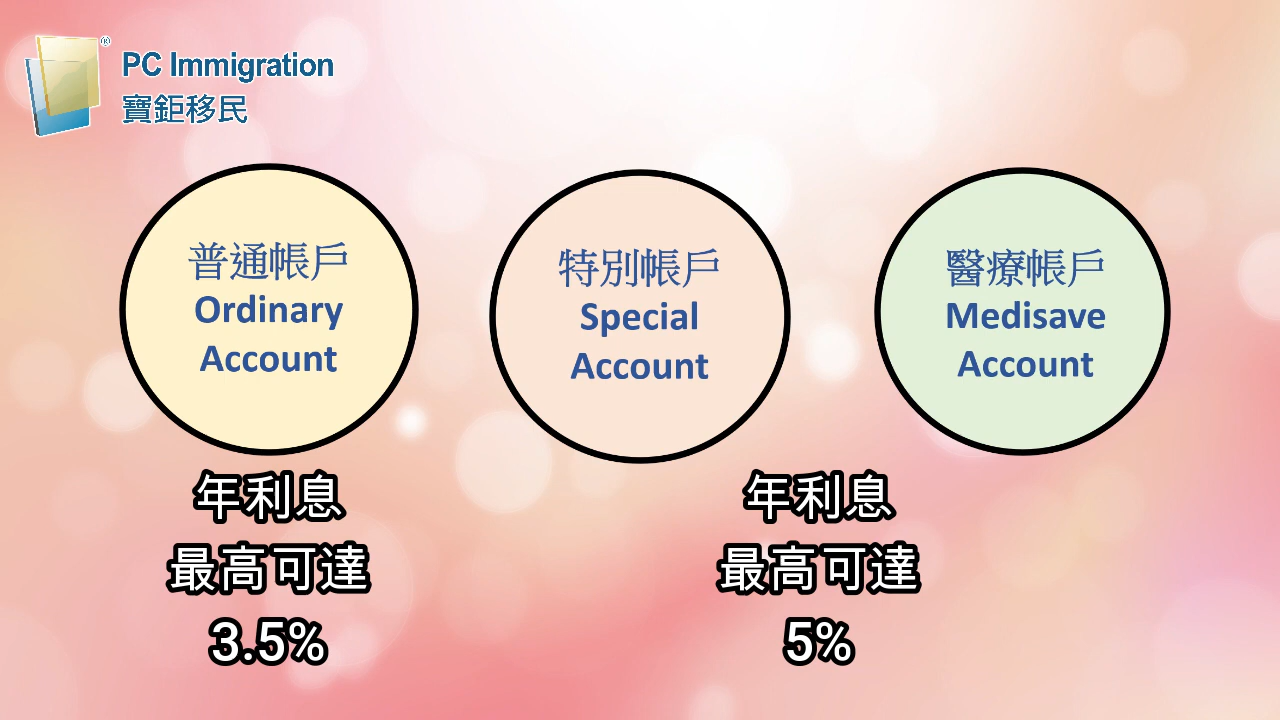 ®
PC Immigration
寶鉅移民
普通帳戶
Ordinary
Account
特別帳戶
Special
Account
醫療帳戶
Medisave
Account
年利息
最高可達
3.5%
年利息
最高可達
5%